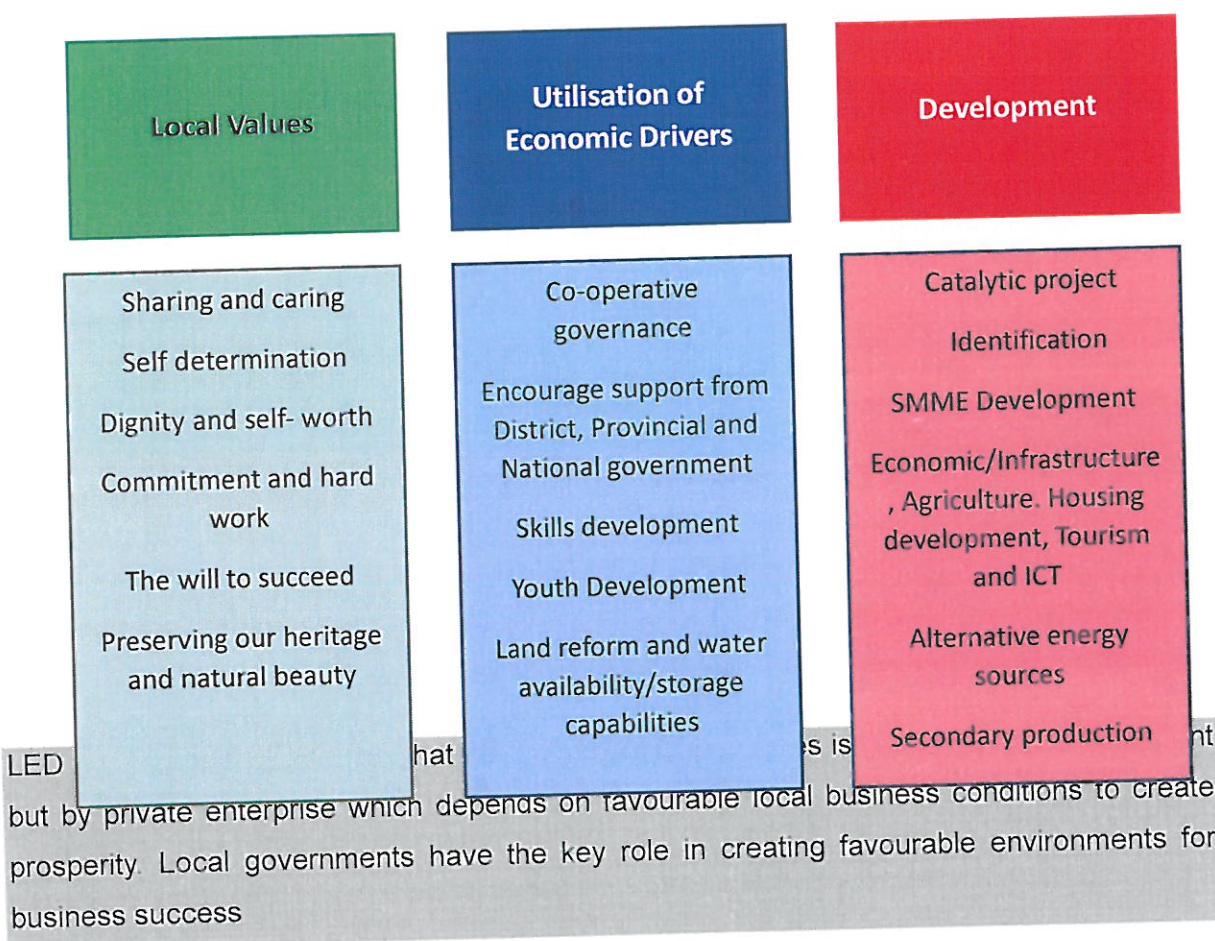 Local Values
Utilisation of
Economic Drivers
Development
Sharing and caring
Self determination
Dignity and self- worth
Commitment and hard
work
The will to succeed
Preserving our heritage
and natural beauty
Co-operative
governance
Encourage support from
District, Provincial and
National government
Skills development
Youth Development
Land reform and water
availability/storage
capabilities
Catalytic project
Identification
SMME Development
Economic/Infrastructure
, Agriculture. Housing
development, Tourism
and ICT
Alternative energy
sources
Secondary production
LED is
but by private enterprise which depends on favourable local business conditions to create
prosperity. Local governments have the key role in creating favourable environments for
business success